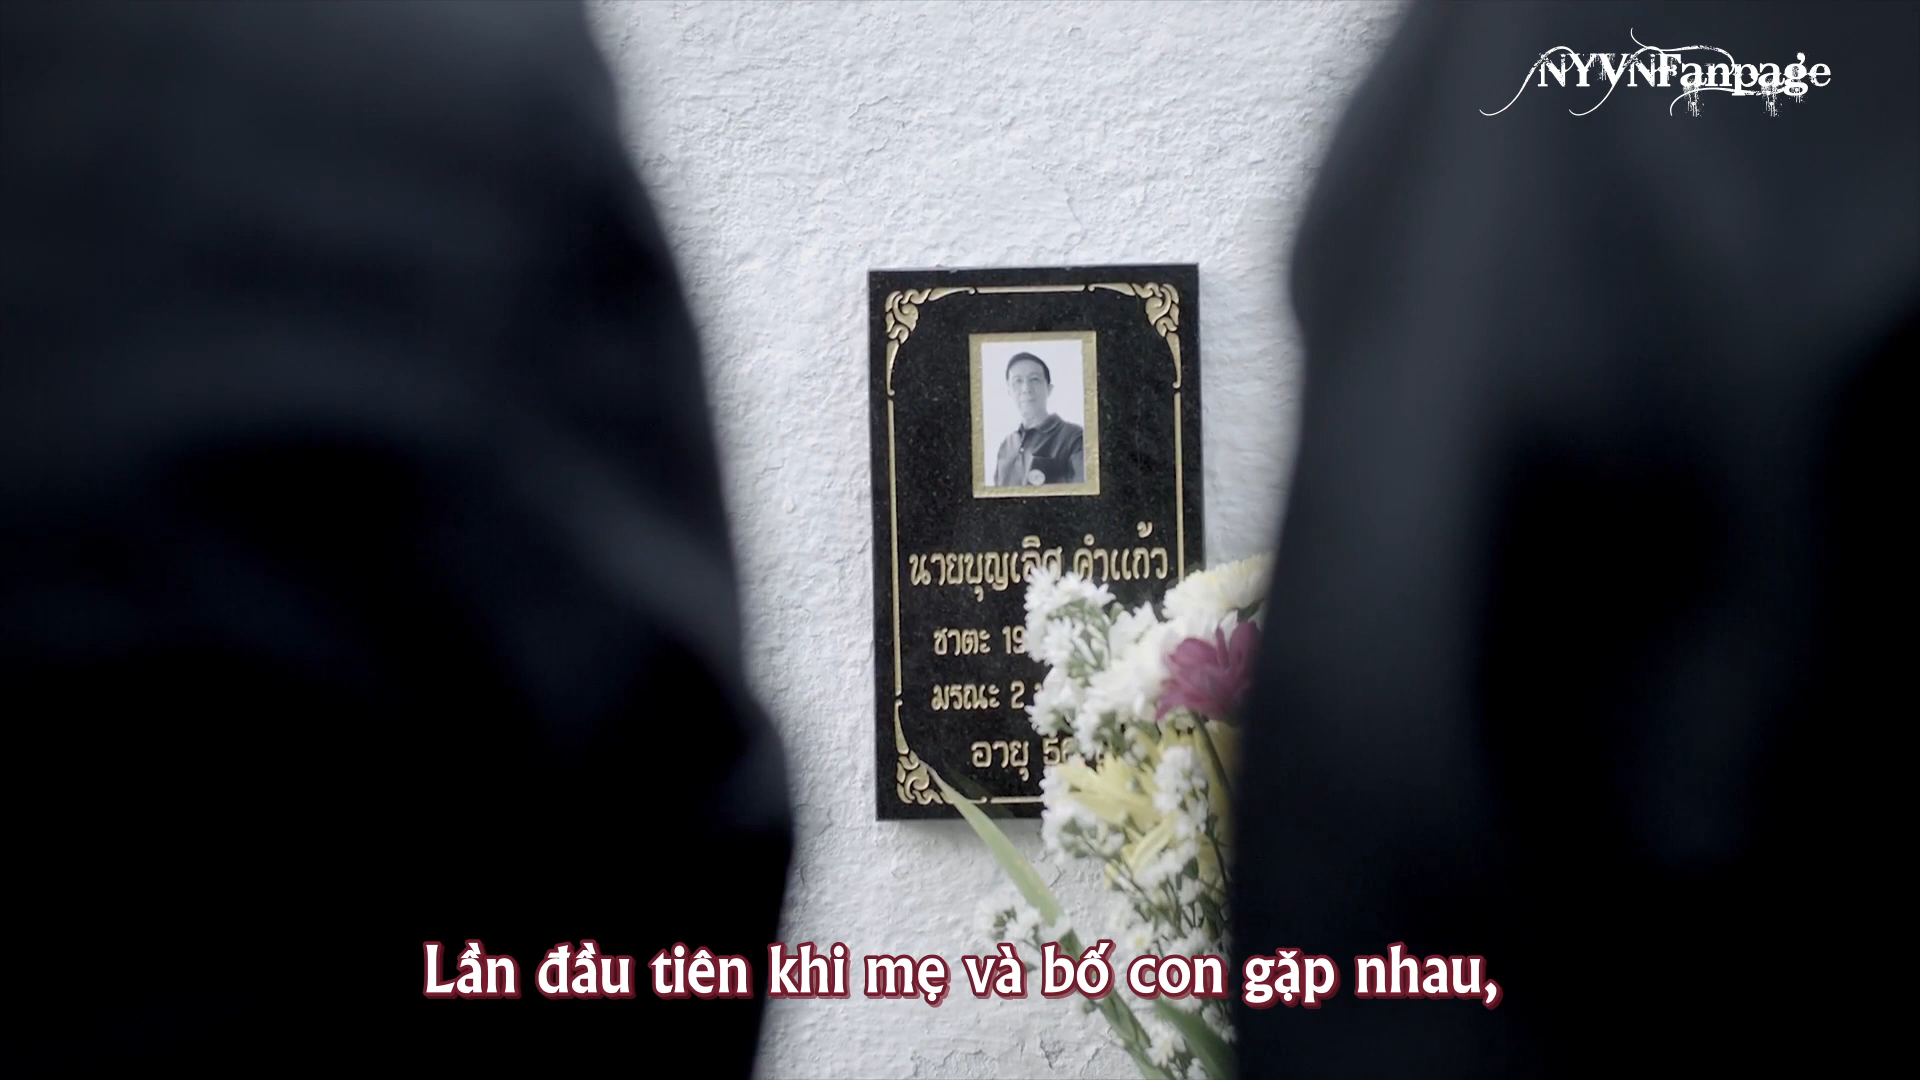 NYVNFanpage
นายบุญเลิศ คำแก้ว
ชาตะ 19
มรณะ 2
อายุ
Lần đầu tiên khi mẹ và bố con gặp nhau,